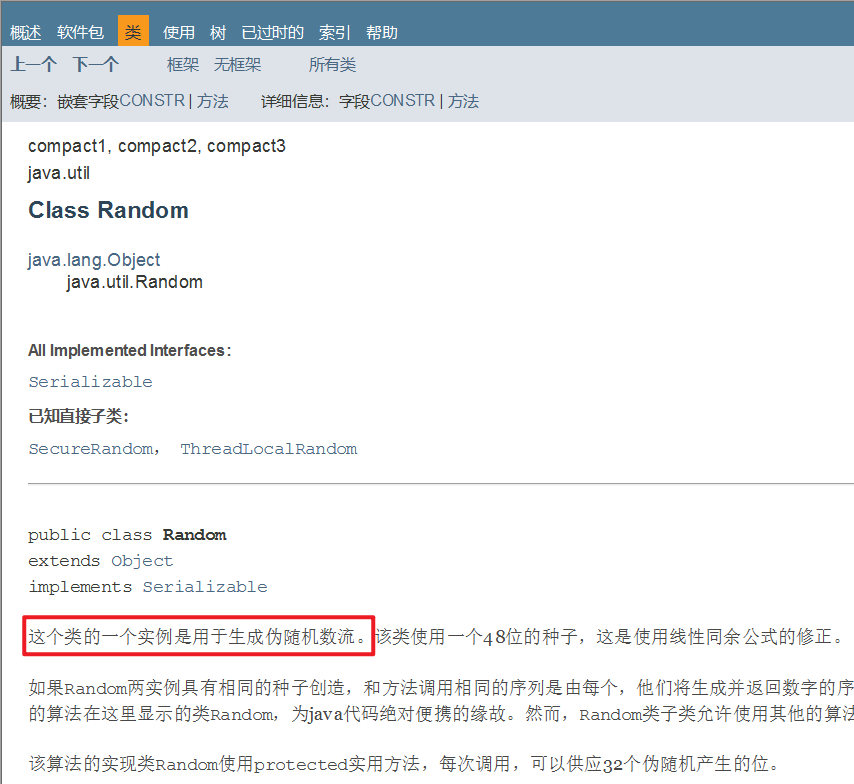 概述 软件包 类 使用 树 已过时的 索引 帮助
上一个 下一个 框架 无框架 所有类
概要：嵌套字段CONSTR | 方法 详细信息：字段CONSTR | 方法
compact1, compact2, compact3
java.util
Class Random
java.lang.Object
java.util.Random
All Implemented Interfaces:
Serializable
已知直接子类：
SecureRandom， ThreadLocalRandom
public class Random
extends Object
implements Serializable
这个类的一个实例是用于生成伪随机数流。该类使用一个48位的种子，这是使用线性同余公式的修正。
如果Random两实例具有相同的种子创造，和方法调用相同的序列是由每个，他们将生成并返回数字的序
的算法在这里显示的类Random，为java代码绝对便携的缘故。然而，Random类子类允许使用其他的算法
该算法的实现类Random使用protected实用方法，每次调用，可以供应32个伪随机产生的位。